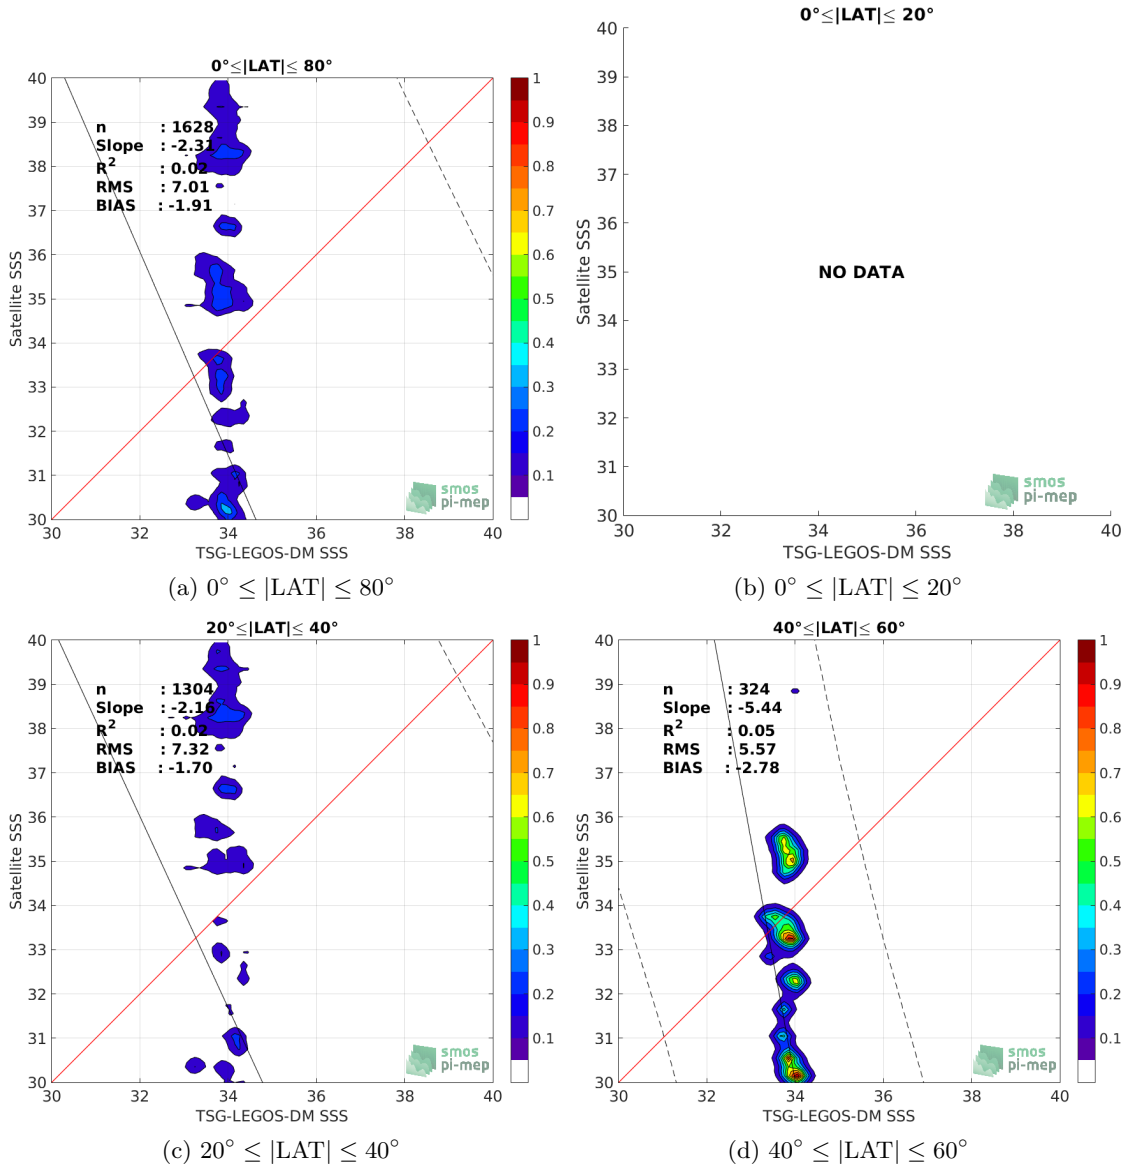 0°≤|LAT|≤ 80°
40
39
38
37
36
35
34
33
32
31
30
Satellite SSS
n : 1628
Slope : -2.31
R2 : 0.02
RMS : 7.01
BIAS : -1.91
1
0.9
0.8
0.7
0.6
0.5
0.4
0.3
0.2
0.1
smos
pi-mep
30 32 34 36 38 40
TSG-LEGOS-DM SSS
(a) 0° ≤ |LAT| ≤ 80°
0°≤|LAT|≤ 20°
40
39
38
37
36
35
34
33
32
31
30
Satellite SSS
NO DATA
smos
pi-mep
30 32 34 36 38 40
TSG-LEGOS-DM SSS
(b) 0° ≤ |LAT| ≤ 20°
20°≤|LAT|≤ 40°
40
39
38
37
36
35
34
33
32
31
30
Satellite SSS
n : 1304
Slope : -2.16
R2 : 0.02
RMS : 7.32
BIAS : -1.70
1
0.9
0.8
0.7
0.6
0.5
0.4
0.3
0.2
0.1
smos
pi-mep
30 32 34 36 38 40
TSG-LEGOS-DM SSS
(c) 20° ≤ |LAT| ≤ 40°
40°≤|LAT|≤ 60°
40
39
38
37
36
35
34
33
32
31
30
Satellite SSS
n : 324
Slope : -5.44
R2 : 0.05
RMS : 5.57
BIAS : -2.78
1
0.9
0.8
0.7
0.6
0.5
0.4
0.3
0.2
0.1
smos
pi-mep
30 32 34 36 38 40
TSG-LEGOS-DM SSS
(d) 40° ≤ |LAT| ≤ 60°